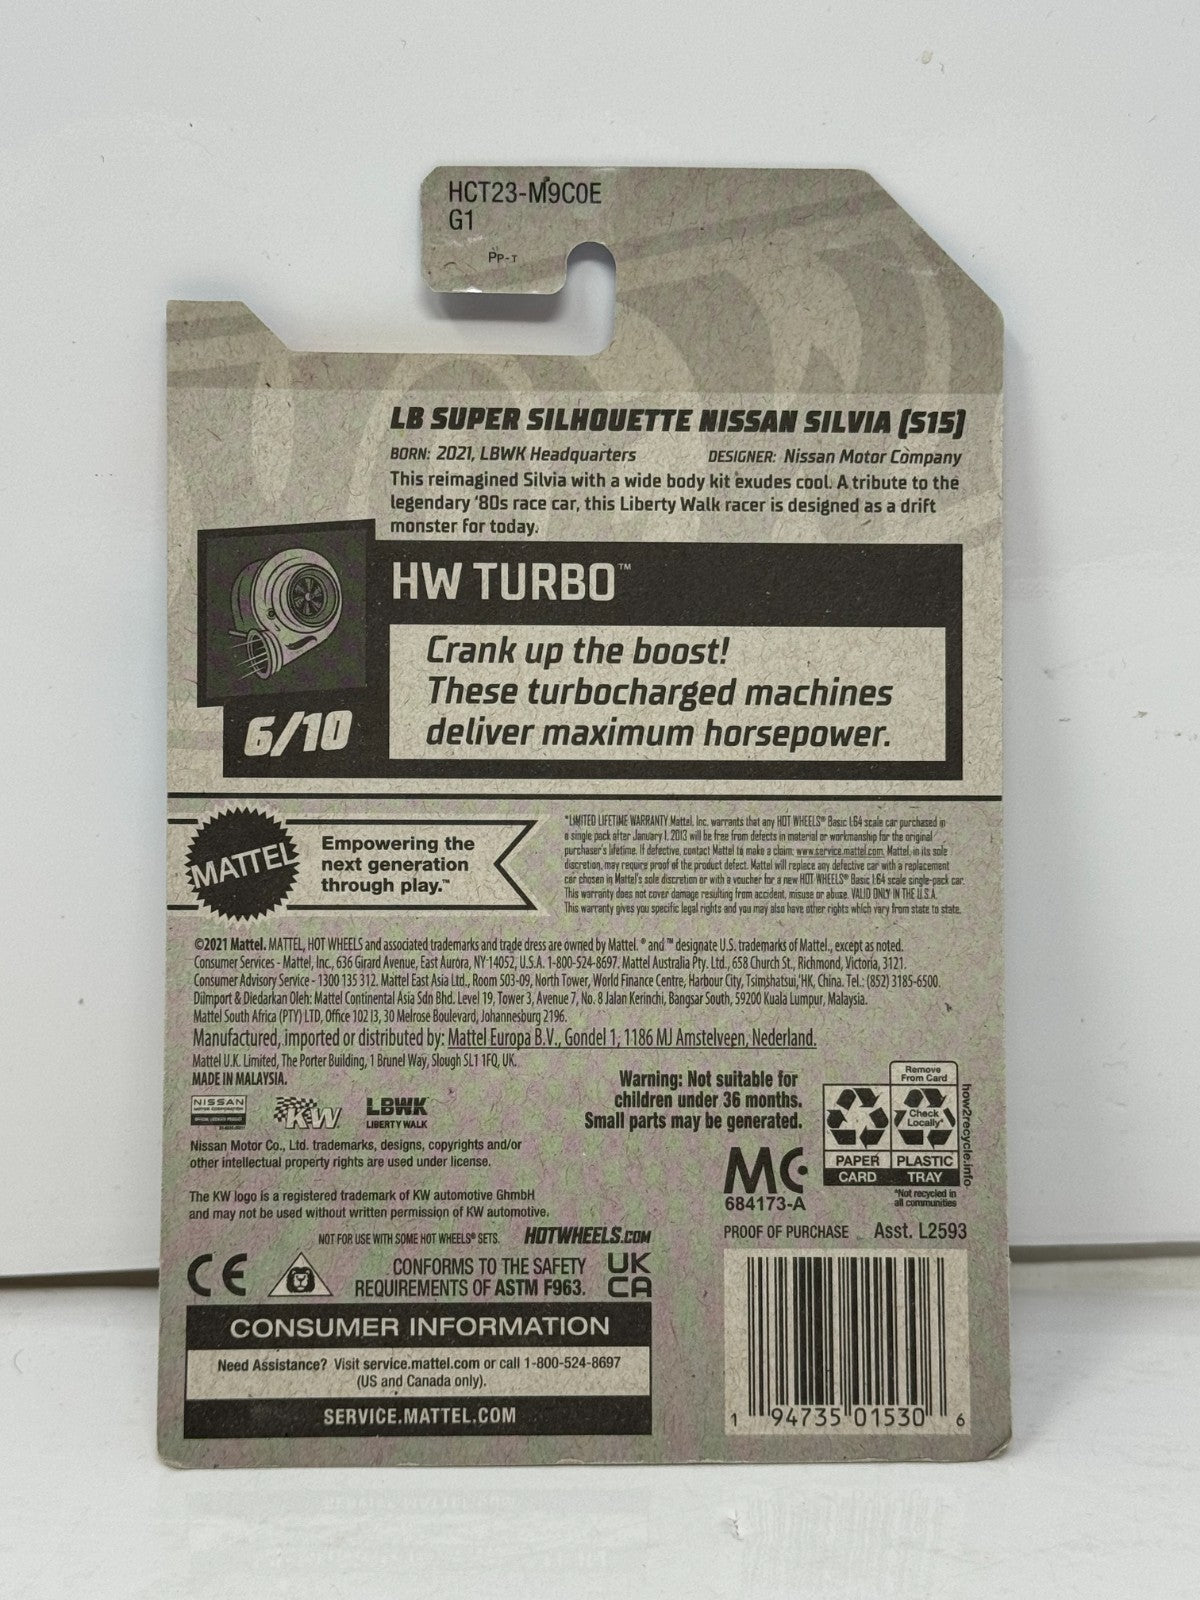 HCT23-M9C0E
G1
PP-T
LB SUPER SILHOUETTE NISSAN SILVIA (S15)
BORN: 2021, LBWK Headquarters DESIGNER: Nissan Motor Company
This reimagined Silvia with a wide body kit exudes cool. A tribute to the
legendary '80s race car, this Liberty Walk racer is designed as a drift
monster for today.
HW TURBO™
Crank up the boost!
These turbocharged machines
deliver maximum horsepower.
6/10
MATTEL
Empowering the
next generation
through play.™
*LIMITED LIFETIME WARRANTY Mattel, Inc. warrants that any HOT WHEELS® Basic 1:64 scale car purchased in
a single pack after January 1, 2013 will be free from defects in material or workmanship for the original
purchaser's lifetime. If defective, contact Mattel to make a claim: www.service.mattel.com. Mattel, in its sole
discretion, may require proof of the product defect. Mattel will replace any defective car with a replacement
car chosen in Mattel's sole discretion or with a voucher for a new HOT WHEELS® Basic 1:64 scale single-pack car.
This warranty does not cover damage resulting from accident, misuse or abuse. VALID ONLY IN THE U.S.A.
This warranty gives you specific legal rights and you may also have other rights which vary from state to state.
©2021 Mattel. MATTEL, HOT WHEELS and associated trademarks and trade dress are owned by Mattel. ® and ™ designate U.S. trademarks of Mattel., except as noted.
Consumer Services - Mattel, Inc., 636 Girard Avenue, East Aurora, NY 14052, U.S.A. 1-800-524-8697. Mattel Australia Pty. Ltd., 658 Church St., Richmond, Victoria, 3121.
Consumer Advisory Service - 1300 135 312. Mattel East Asia Ltd., Room 503-09, North Tower, World Finance Centre, Harbour City, Tsimshatsui, HK, China. Tel.: (852) 3185-6500.
Diimport & Diedarkan Oleh: Mattel Continental Asia Sdn Bhd. Level 19, Tower 3, Avenue 7, No. 8 Jalan Kerinchi, Bangsar South, 59200 Kuala Lumpur, Malaysia.
Mattel South Africa (PTY) LTD, Office 102 I3, 30 Melrose Boulevard, Johannesburg 2196.
Manufactured, imported or distributed by: Mattel Europa B.V., Gondel 1, 1186 MJ Amstelveen, Nederland.
Mattel U.K. Limited, The Porter Building, 1 Brunel Way, Slough SL1 1FQ, UK.
MADE IN MALAYSIA.
NISSAN
KW
LBWK
LIBERTY WALK
Nissan Motor Co., Ltd. trademarks, designs, copyrights and/or
other intellectual property rights are used under license.
The KW logo is a registered trademark of KW automotive GhmbH
and may not be used without written permission of KW automotive.
NOT FOR USE WITH SOME HOT WHEELS® SETS. HOTWHEELS.COM
Warning: Not suitable for
children under 36 months.
Small parts may be generated.
MC
684173-A
Remove
From Card
Check
Locally*
PAPER PLASTIC
CARD TRAY
*Not recycled in
all communities
how2recycle.info
PROOF OF PURCHASE Asst. L2593
CE
CONFORMS TO THE SAFETY
REQUIREMENTS OF ASTM F963.
UK
CA
CONSUMER INFORMATION
Need Assistance? Visit service.mattel.com or call 1-800-524-8697
(US and Canada only).
SERVICE.MATTEL.COM
1 94735 01530 6